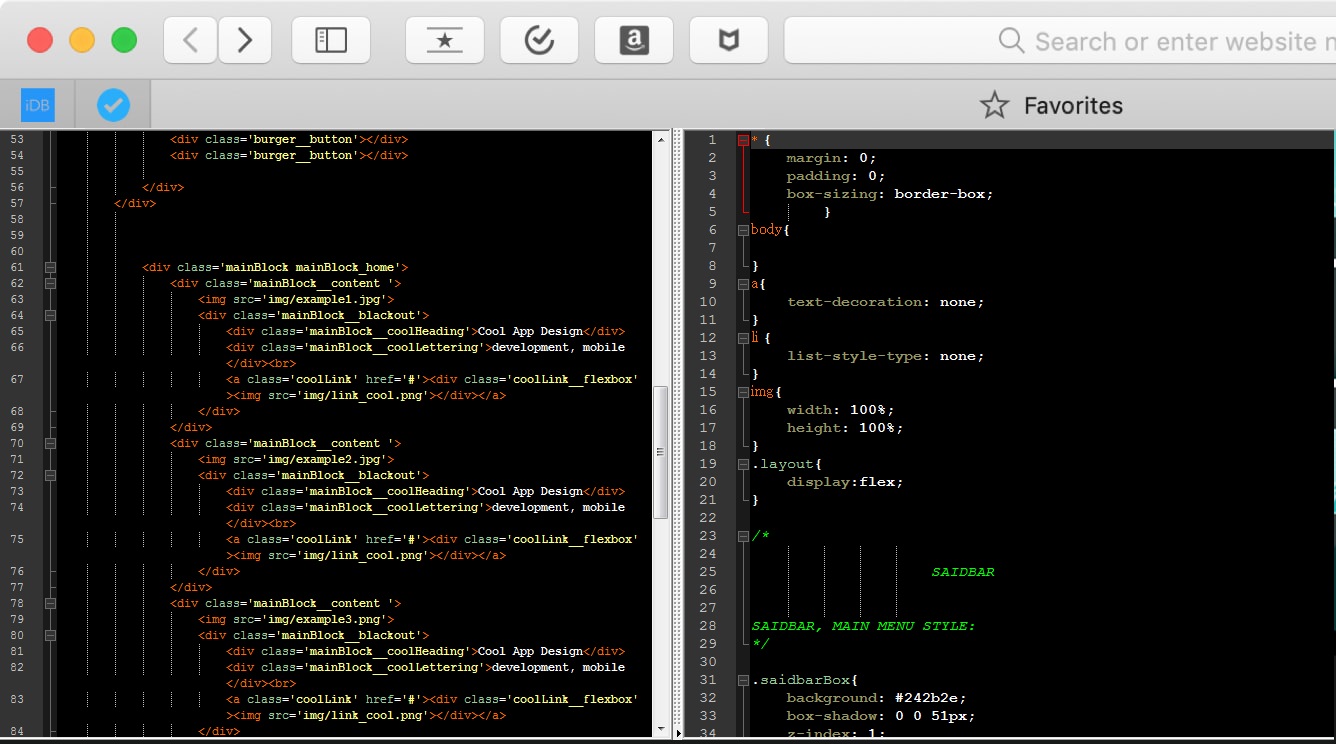 Search or enter website n
iDB
Favorites
53 <div class='burger__button'></div>
54 <div class='burger__button'></div>
55
56 </div>
57 </div>
58
59
60
61 <div class='mainBlock mainBlock_home'>
62 <div class='mainBlock__content '>
63 <img src='img/example1.jpg'>
64 <div class='mainBlock__blackout'>
65 <div class='mainBlock__coolHeading'>Cool App Design</div>
66 <div class='mainBlock__coolLettering'>development, mobile
</div><br>
67 <a class='coolLink' href='#'><div class='coolLink__flexbox'
><img src='img/link_cool.png'></div></a>
68 </div>
69 </div>
70 <div class='mainBlock__content '>
71 <img src='img/example2.jpg'>
72 <div class='mainBlock__blackout'>
73 <div class='mainBlock__coolHeading'>Cool App Design</div>
74 <div class='mainBlock__coolLettering'>development, mobile
</div><br>
75 <a class='coolLink' href='#'><div class='coolLink__flexbox'
><img src='img/link_cool.png'></div></a>
76 </div>
77 </div>
78 <div class='mainBlock__content '>
79 <img src='img/example3.png'>
80 <div class='mainBlock__blackout'>
81 <div class='mainBlock__coolHeading'>Cool App Design</div>
82 <div class='mainBlock__coolLettering'>development, mobile
</div><br>
83 <a class='coolLink' href='#'><div class='coolLink__flexbox'
><img src='img/link_cool.png'></div></a>
84 </div>
1 * {
2 margin: 0;
3 padding: 0;
4 box-sizing: border-box;
5 }
6 body{
7
8 }
9 a{
10 text-decoration: none;
11 }
12 li {
13 list-style-type: none;
14 }
15 img{
16 width: 100%;
17 height: 100%;
18 }
19 .layout{
20 display:flex;
21 }
22
23 /*
24
25 SAIDBAR
26
27
28 SAIDBAR, MAIN MENU STYLE:
29 */
30
31 .saidbarBox{
32 background: #242b2e;
33 box-shadow: 0 0 51px;
34 z-index: 1;